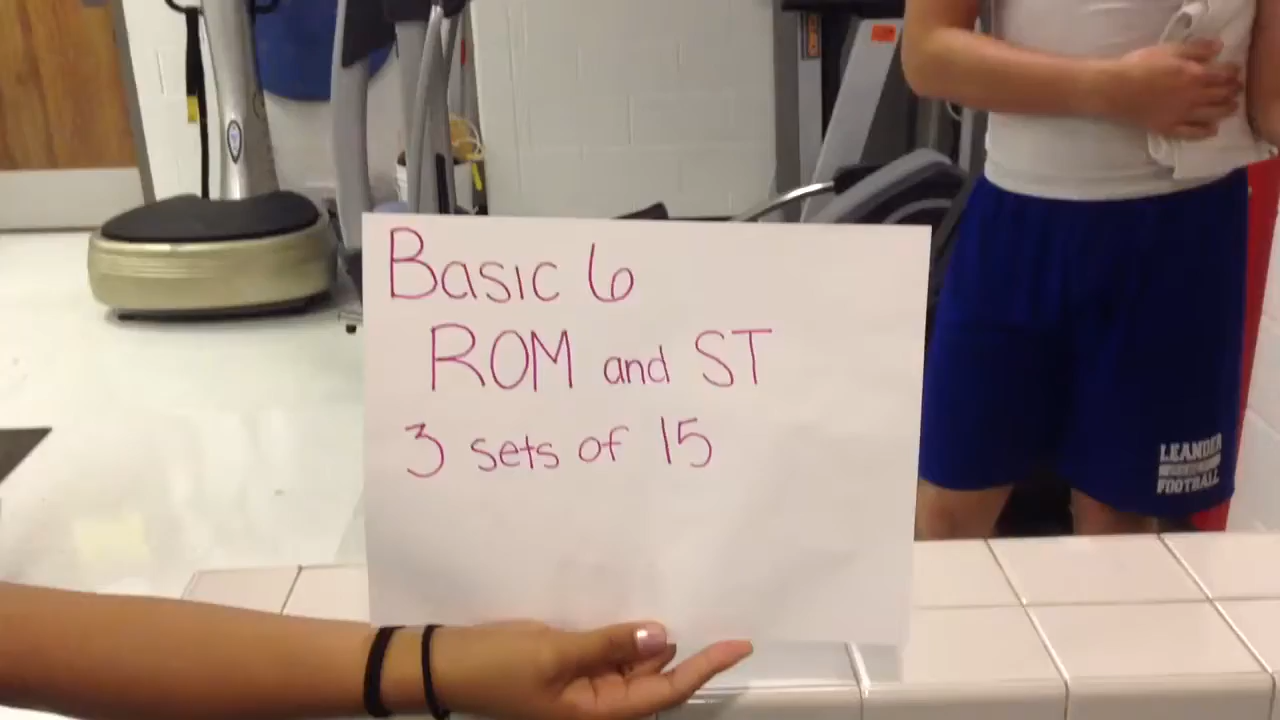 Basic 6
ROM and ST
3 sets of 15
LEANDER
FOOTBALL